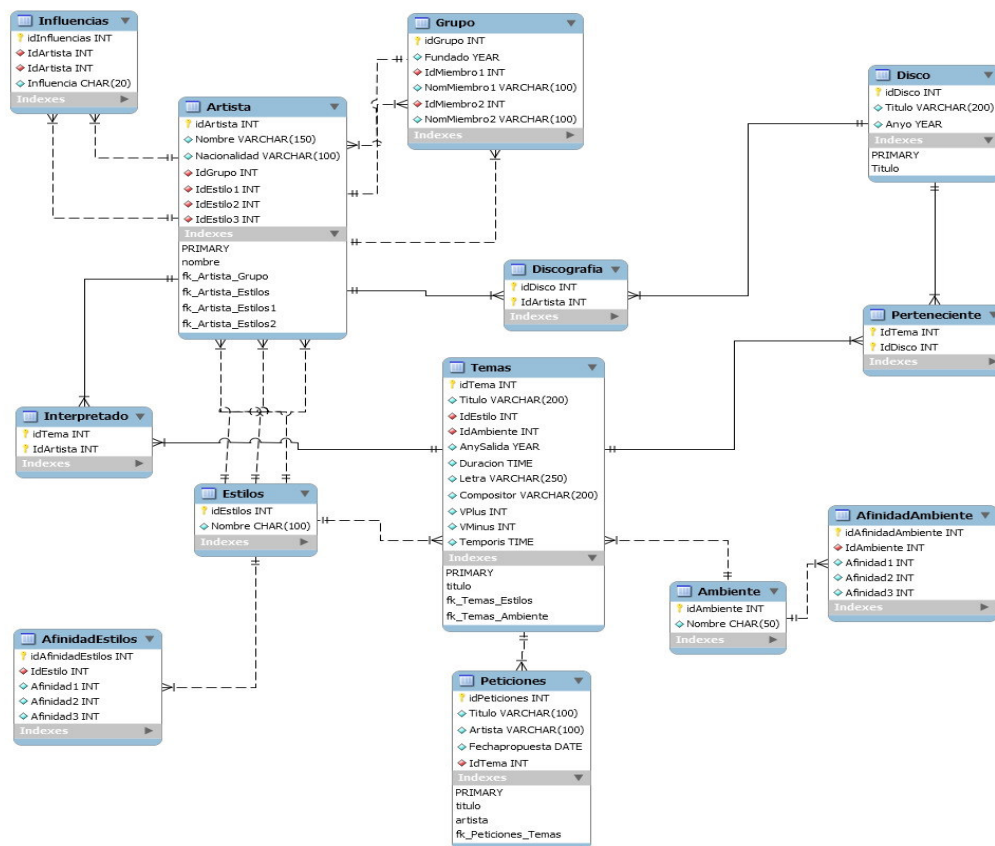 Influencias
idInfluencias INT
IdArtista INT
IdArtista INT
Influencia CHAR(20)
Indexes
Grupo
idGrupo INT
Fundado YEAR
IdMiembro1 INT
NomMiembro1 VARCHAR(100)
IdMiembro2 INT
NomMiembro2 VARCHAR(100)
Indexes
Disco
idDisco INT
Titulo VARCHAR(200)
Anyo YEAR
Indexes
PRIMARY
Titulo
Artista
idArtista INT
Nombre VARCHAR(150)
Nacionalidad VARCHAR(100)
IdGrupo INT
IdEstilo1 INT
IdEstilo2 INT
IdEstilo3 INT
Indexes
PRIMARY
nombre
fk_Artista_Grupo
fk_Artista_Estilos
fk_Artista_Estilos1
fk_Artista_Estilos2
Discografia
idDisco INT
IdArtista INT
Indexes
Perteneciente
IdTema INT
IdDisco INT
Indexes
Temas
idTema INT
Titulo VARCHAR(200)
IdEstilo INT
IdAmbiente INT
AnySalida YEAR
Duracion TIME
Letra VARCHAR(250)
Compositor VARCHAR(200)
VPlus INT
VMinus INT
Temporis TIME
Indexes
PRIMARY
titulo
fk_Temas_Estilos
fk_Temas_Ambiente
Interpretado
idTema INT
IdArtista INT
Indexes
Estilos
idEstilos INT
Nombre CHAR(100)
Indexes
AfinidadAmbiente
idAfinidadAmbiente INT
IdAmbiente INT
Afinidad1 INT
Afinidad2 INT
Afinidad3 INT
Indexes
Ambiente
idAmbiente INT
Nombre CHAR(50)
Indexes
AfinidadEstilos
idAfinidadEstilos INT
IdEstilo INT
Afinidad1 INT
Afinidad2 INT
Afinidad3 INT
Indexes
Peticiones
idPeticiones INT
Titulo VARCHAR(100)
Artista VARCHAR(100)
Fechapropuesta DATE
IdTema INT
Indexes
PRIMARY
titulo
artista
fk_Peticiones_Temas